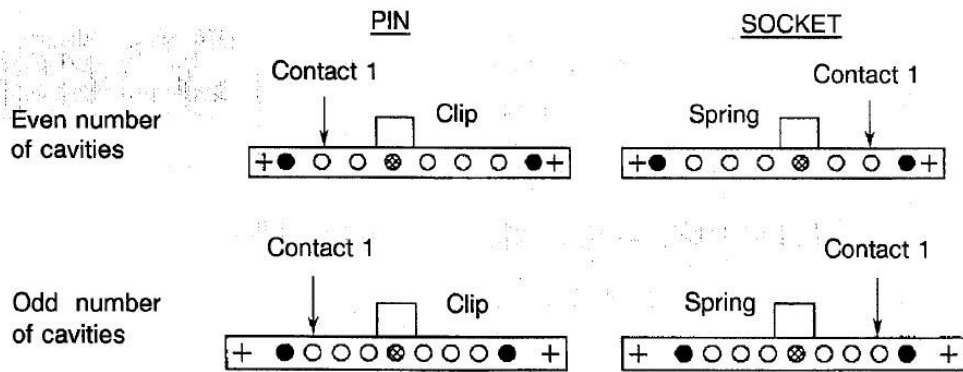 PIN
SOCKET
Contact 1
Contact 1
Even number
of cavities
Clip
Spring
Contact 1
Contact 1
Odd number
of cavities
Clip
Spring